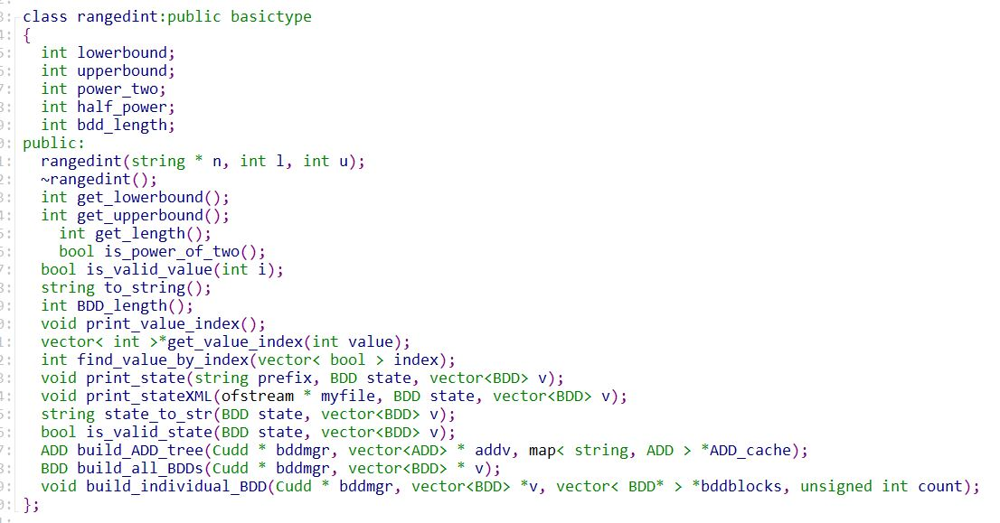 class rangedint:public basictype
{
  int lowerbound;
  int upperbound;
  int power_two;
  int half_power;
  int bdd_length;
public:
  rangedint(string * n, int l, int u);
  ~rangedint();
  int get_lowerbound();
  int get_upperbound();
    int get_length();
    bool is_power_of_two();
  bool is_valid_value(int i);
  string to_string();
  int BDD_length();
  void print_value_index();
  vector< int >*get_value_index(int value);
  int find_value_by_index(vector< bool > index);
  void print_state(string prefix, BDD state, vector<BDD> v);
  void print_stateXML(ofstream * myfile, BDD state, vector<BDD> v);
  string state_to_str(BDD state, vector<BDD> v);
  bool is_valid_state(BDD state, vector<BDD> v);
  ADD build_ADD_tree(Cudd * bddmgr, vector<ADD> * addv, map< string, ADD > *ADD_cache);
  BDD build_all_BDDs(Cudd * bddmgr, vector<BDD> * v);
  void build_individual_BDD(Cudd * bddmgr, vector<BDD> *v, vector< BDD* > *bddblocks, unsigned int count);
};